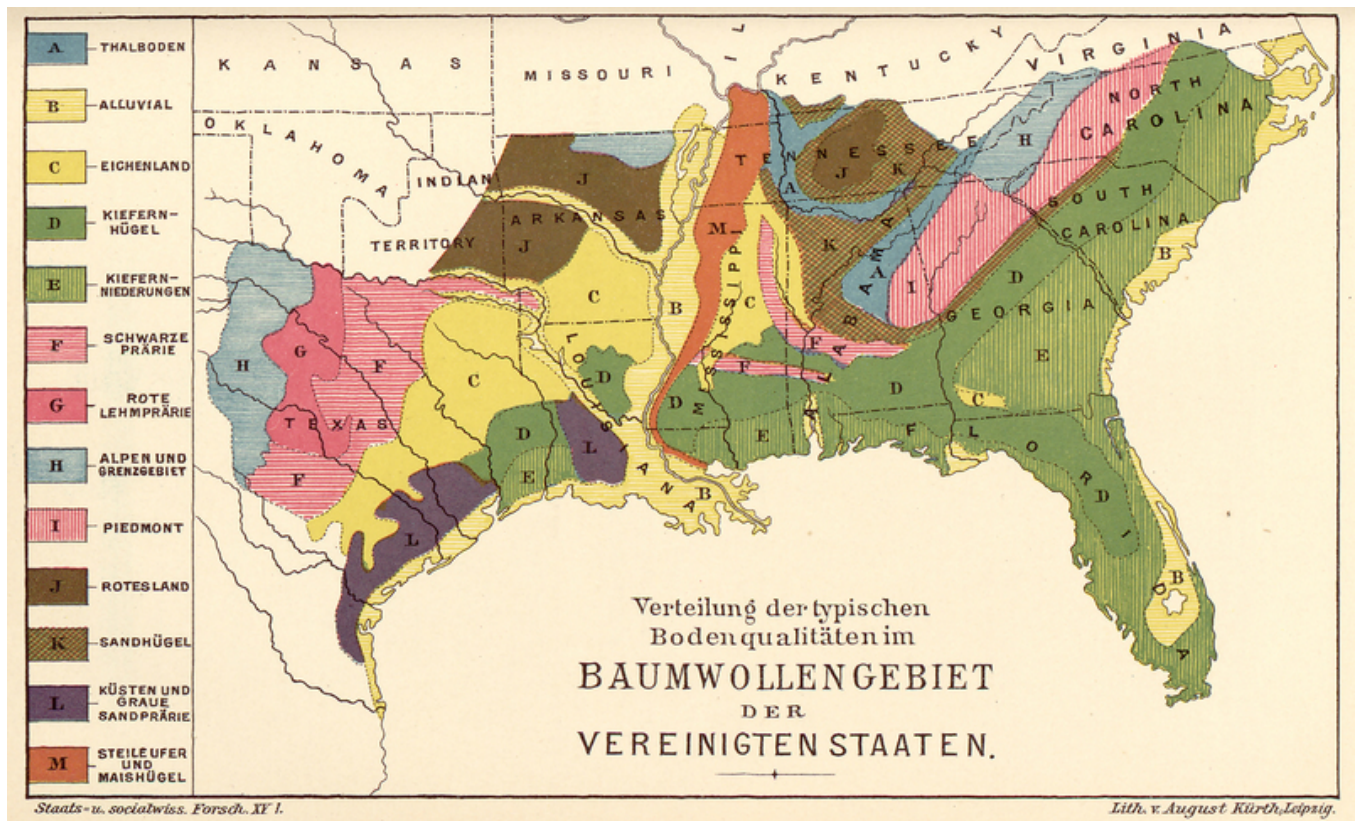 A THALBODEN
B ALLUVIAL
C EICHENLAND
D KIEFERN-
HÜGEL
E KIEFERN-
NIEDERUNGEN
F SCHWARZE
PRÄRIE
G ROTE
LEHMPRÄRIE
H ALPEN UND
GRENZGEBIET
I PIEDMONT
J ROTESLAND
K SANDHÜGEL
L KÜSTEN UND
GRAUE
SANDPRÄRIE
M STEILEUFER
UND
MAISHÜGEL
KANSAS
MISSOURI
IL
KENTUCKY
VIRGINIA
OKLAHOMA
INDIAN
TERRITORY
ARKANSAS
TENNESSEE
NORTH
CAROLINA
SOUTH
CAROLINA
GEORGIA
ALABAMA
MISSISSIPPI
LOUISIANA
TEXAS
FLORIDA
J
J
H
A
J
K
M
K
A
I
B
C
B
C
D
B
H
G
F
C
D
F
F
D
E
C
D
E
F
D
E
L
L
B
D
B
Verteilung der typischen
Bodenqualitäten im
BAUMWOLLENGEBIET
DER
VEREINIGTEN STAATEN.
Staats- u. socialwiss. Forsch. XV 1.
Lith. v. August Kürth, Leipzig.